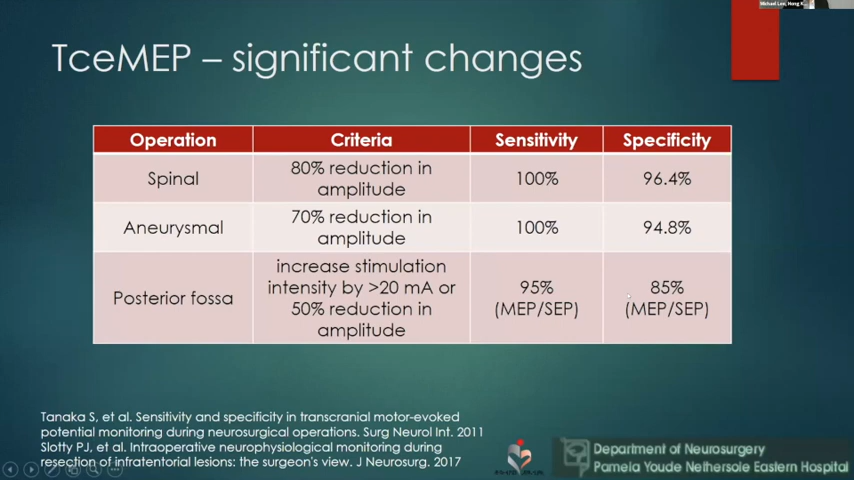 Michael Lee, Hong K...
TceMEP – significant changes
Operation Criteria Sensitivity Specificity
Spinal 80% reduction in amplitude 100% 96.4%
Aneurysmal 70% reduction in amplitude 100% 94.8%
Posterior fossa increase stimulation intensity by >20 mA or 50% reduction in amplitude 95% (MEP/SEP) 85% (MEP/SEP)
Tanaka S, et al. Sensitivity and specificity in transcranial motor-evoked
potential monitoring during neurosurgical operations. Surg Neurol Int. 2011
Slotty PJ, et al. Intraoperative neurophysiological monitoring during
resection of infratentorial lesions: the surgeon's view. J Neurosurg. 2017
Department of Neurosurgery
Pamela Youde Nethersole Eastern Hospital